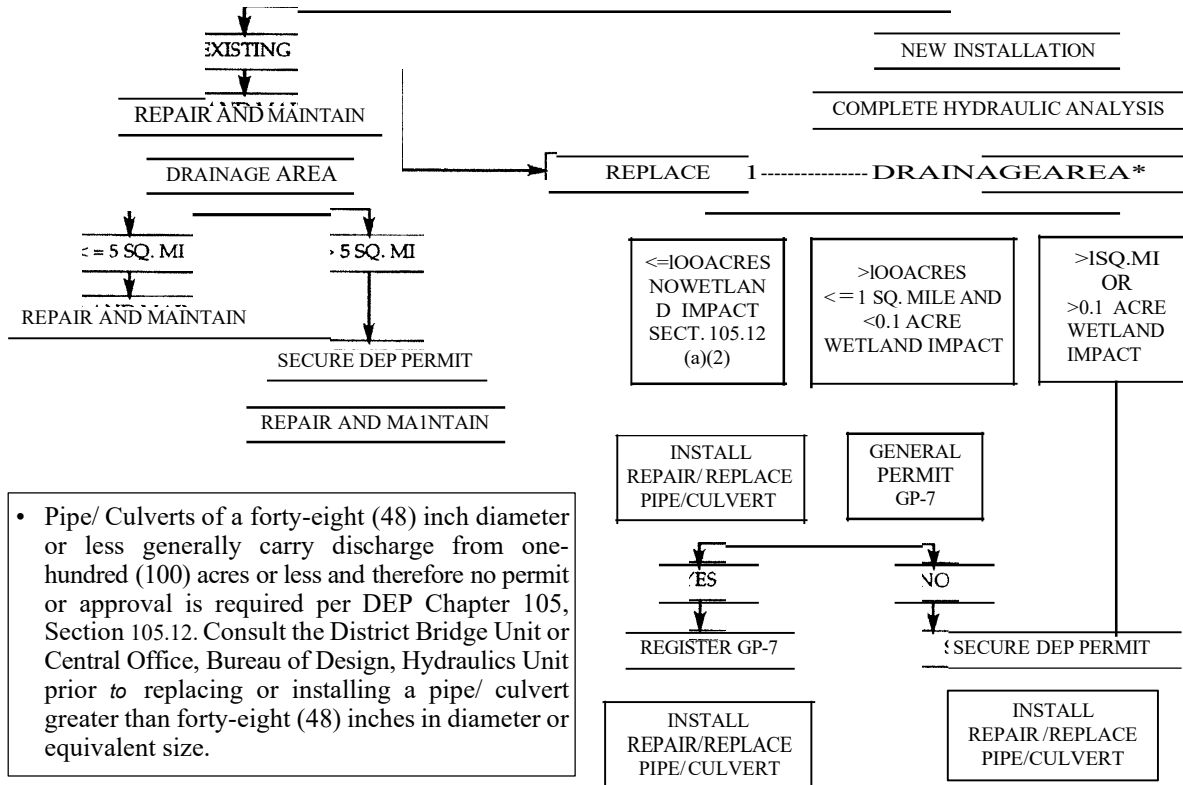 EXISTING
NEW INSTALLATION
REPAIR AND MAINTAIN
COMPLETE HYDRAULIC ANALYSIS
DRAINAGE AREA
REPLACE 1--------------- DRAINAGEAREA*
< = 5 SQ. MI
> 5 SQ. MI
<=lOOACRES
NOWETLAN
D IMPACT
SECT. 105.12
(a)(2)
>lOOACRES
<=1 SQ. MILE AND
<0.1 ACRE
WETLAND IMPACT
>lSQ.MI
OR
>0.1 ACRE
WETLAND
IMPACT
REPAIR AND MAINTAIN
SECURE DEP PERMIT
REPAIR AND MA1NTAIN
INSTALL
REPAIR/ REPLACE
PIPE/CULVERT
GENERAL
PERMIT
GP-7
YES
NO
REGISTER GP-7
SECURE DEP PERMIT
INSTALL
REPAIR/REPLACE
PIPE/CULVERT
INSTALL
REPAIR /REPLACE
PIPE/CULVERT
• Pipe/ Culverts of a forty-eight (48) inch diameter
or less generally carry discharge from one-
hundred (100) acres or less and therefore no permit
or approval is required per DEP Chapter 105,
Section 105.12. Consult the District Bridge Unit or
Central Office, Bureau of Design, Hydraulics Unit
prior to replacing or installing a pipe/ culvert
greater than forty-eight (48) inches in diameter or
equivalent size.